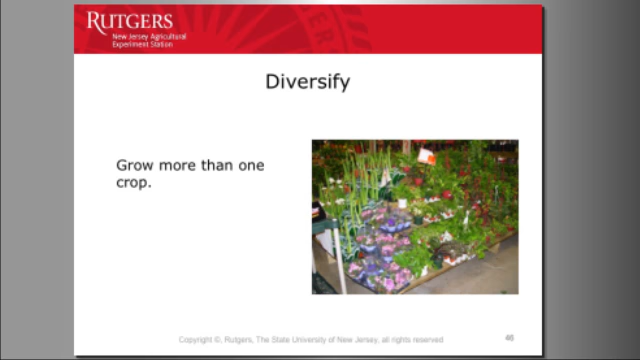 RUTGERS
New Jersey Agricultural
Experiment Station
Diversify
Grow more than one
crop.
Copyright ©, Rutgers, The State University of New Jersey, all rights reserved
46